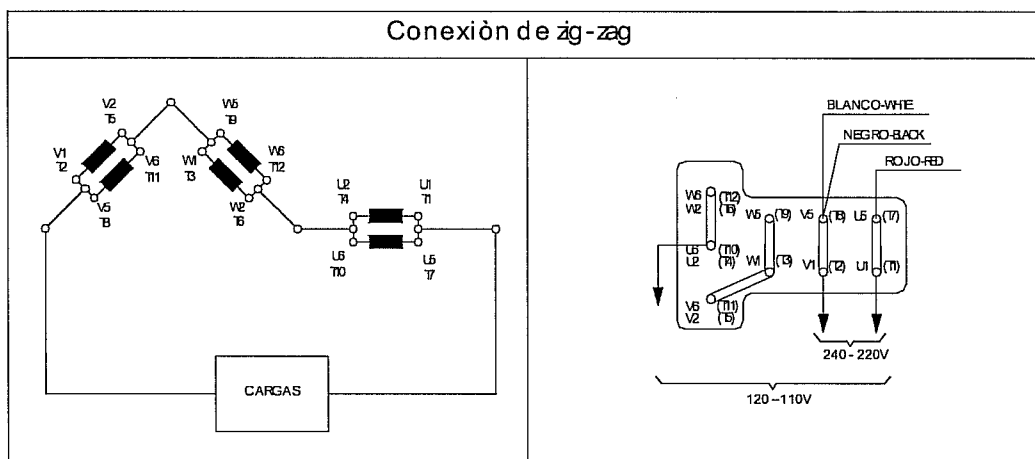 Conexiòn de zig-zag
V2
T5
W5
T9
V1
T2
V6
T11
W1
T3
W6
T12
V5
T8
W2
T6
U2
T4
U1
T1
U6
T10
U5
T7
CARGAS
BLANCO-WHITE
NEGRO-BLACK
ROJO-RED
W6 (T12)
W2 (T6)
W5 (T9)
V5 (T8)
U5 (T7)
U6 (T10)
U2 (T4)
W1 (T3)
V1 (T2)
U1 (T1)
V6 (T11)
V2 (T5)
240-220V
120-110V